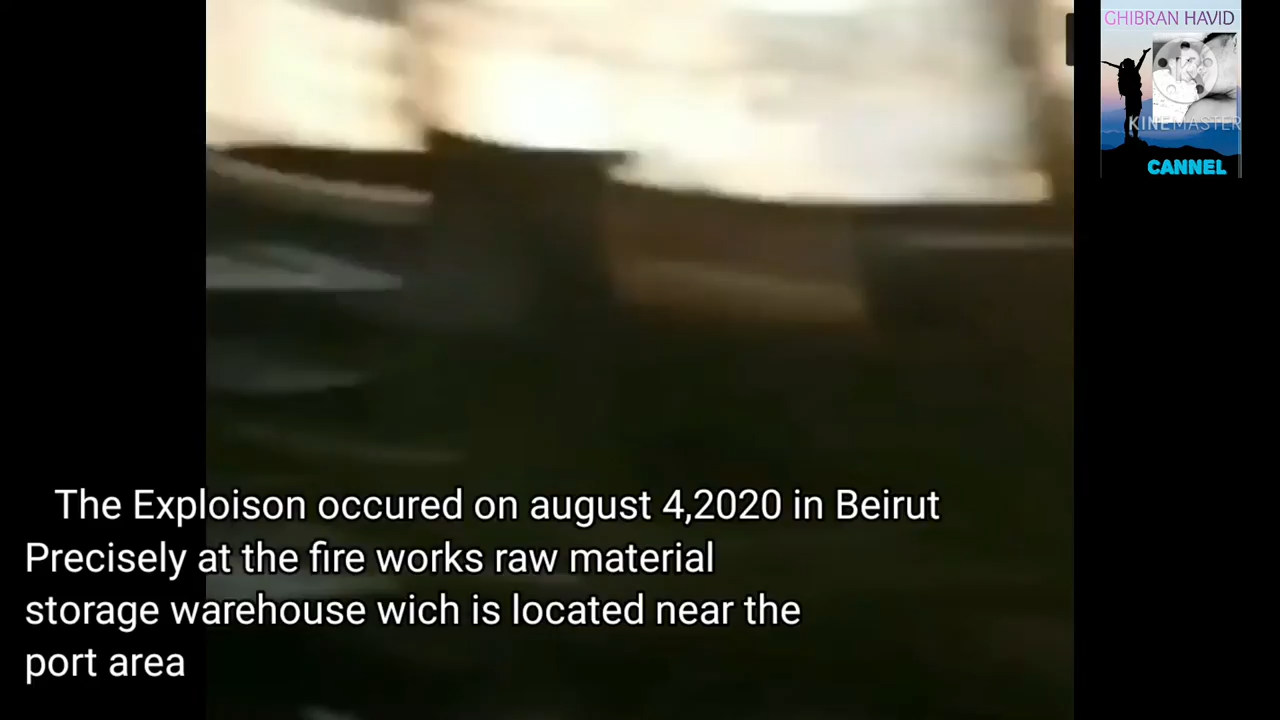 GHIBRAN HAVID
KINEMASTER
CANNEL
The Exploison occured on august 4,2020 in Beirut
Precisely at the fire works raw material
storage warehouse wich is located near the
port area